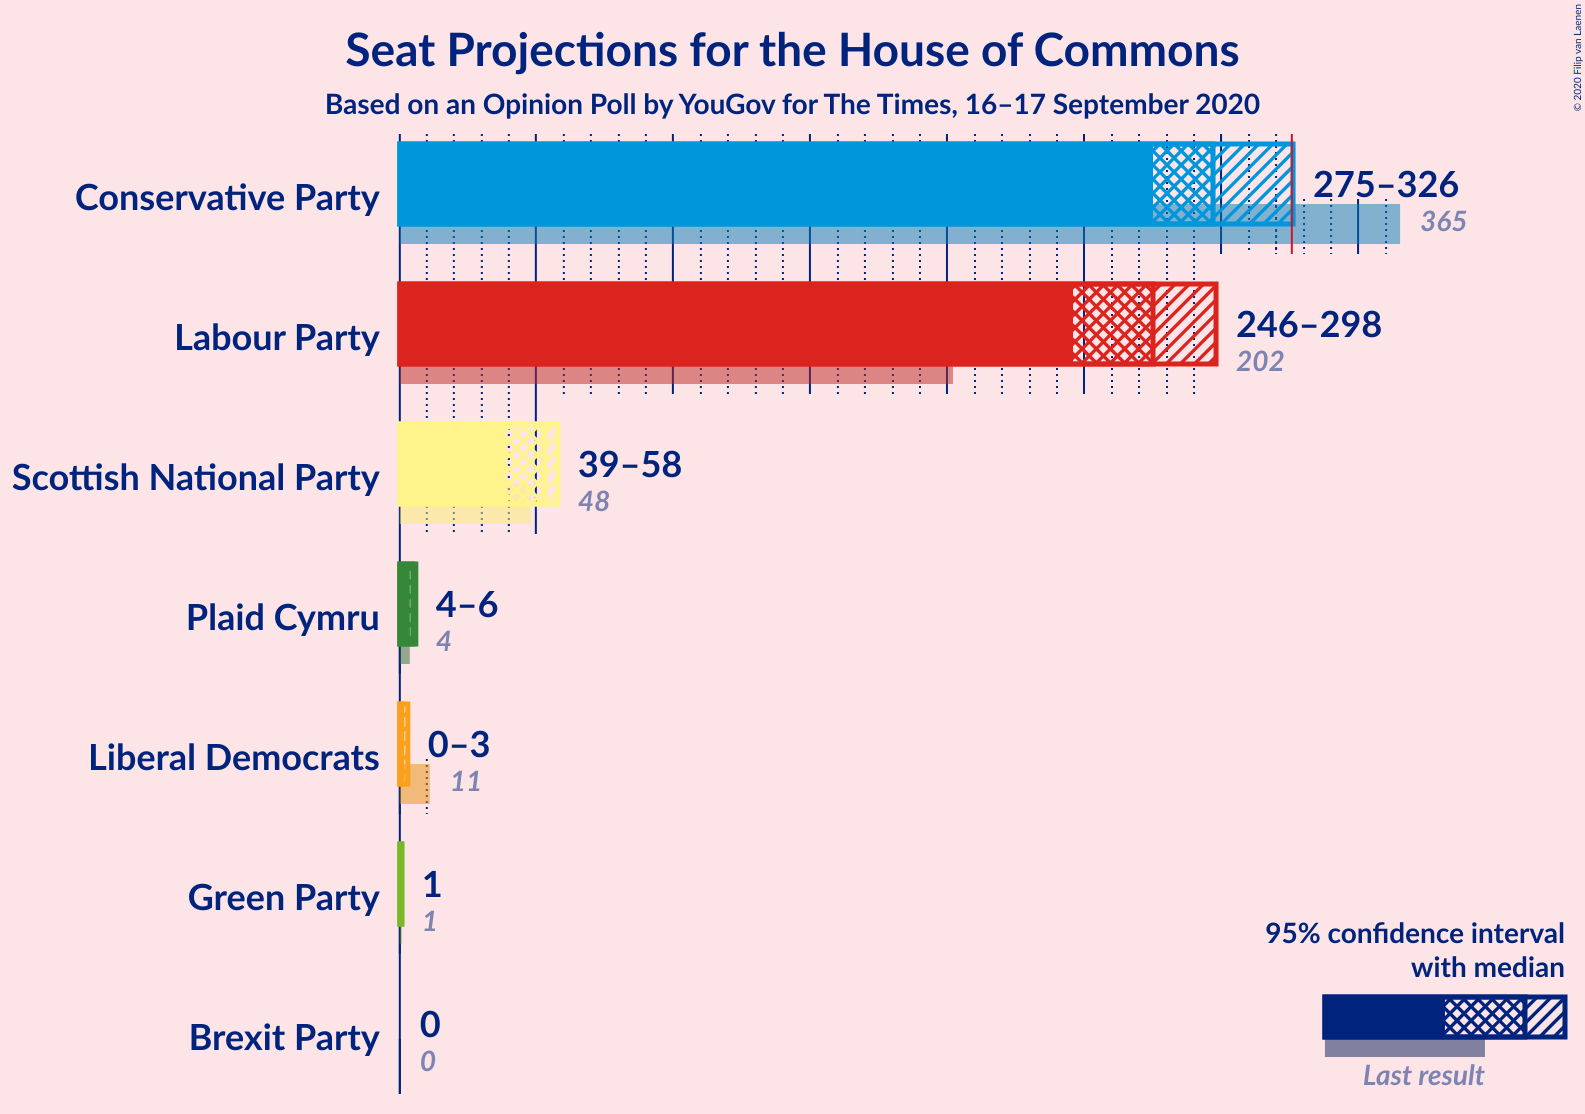 Seat Projections for the House of Commons
Based on an Opinion Poll by YouGov for The Times, 16–17 September 2020
© 2020 Filip van Laenen
Conservative Party
275–326
365
Labour Party
246–298
202
Scottish National Party
39–58
48
Plaid Cymru
4–6
4
Liberal Democrats
0–3
11
Green Party
1
1
Brexit Party
0
0
95% confidence interval
with median
Last result